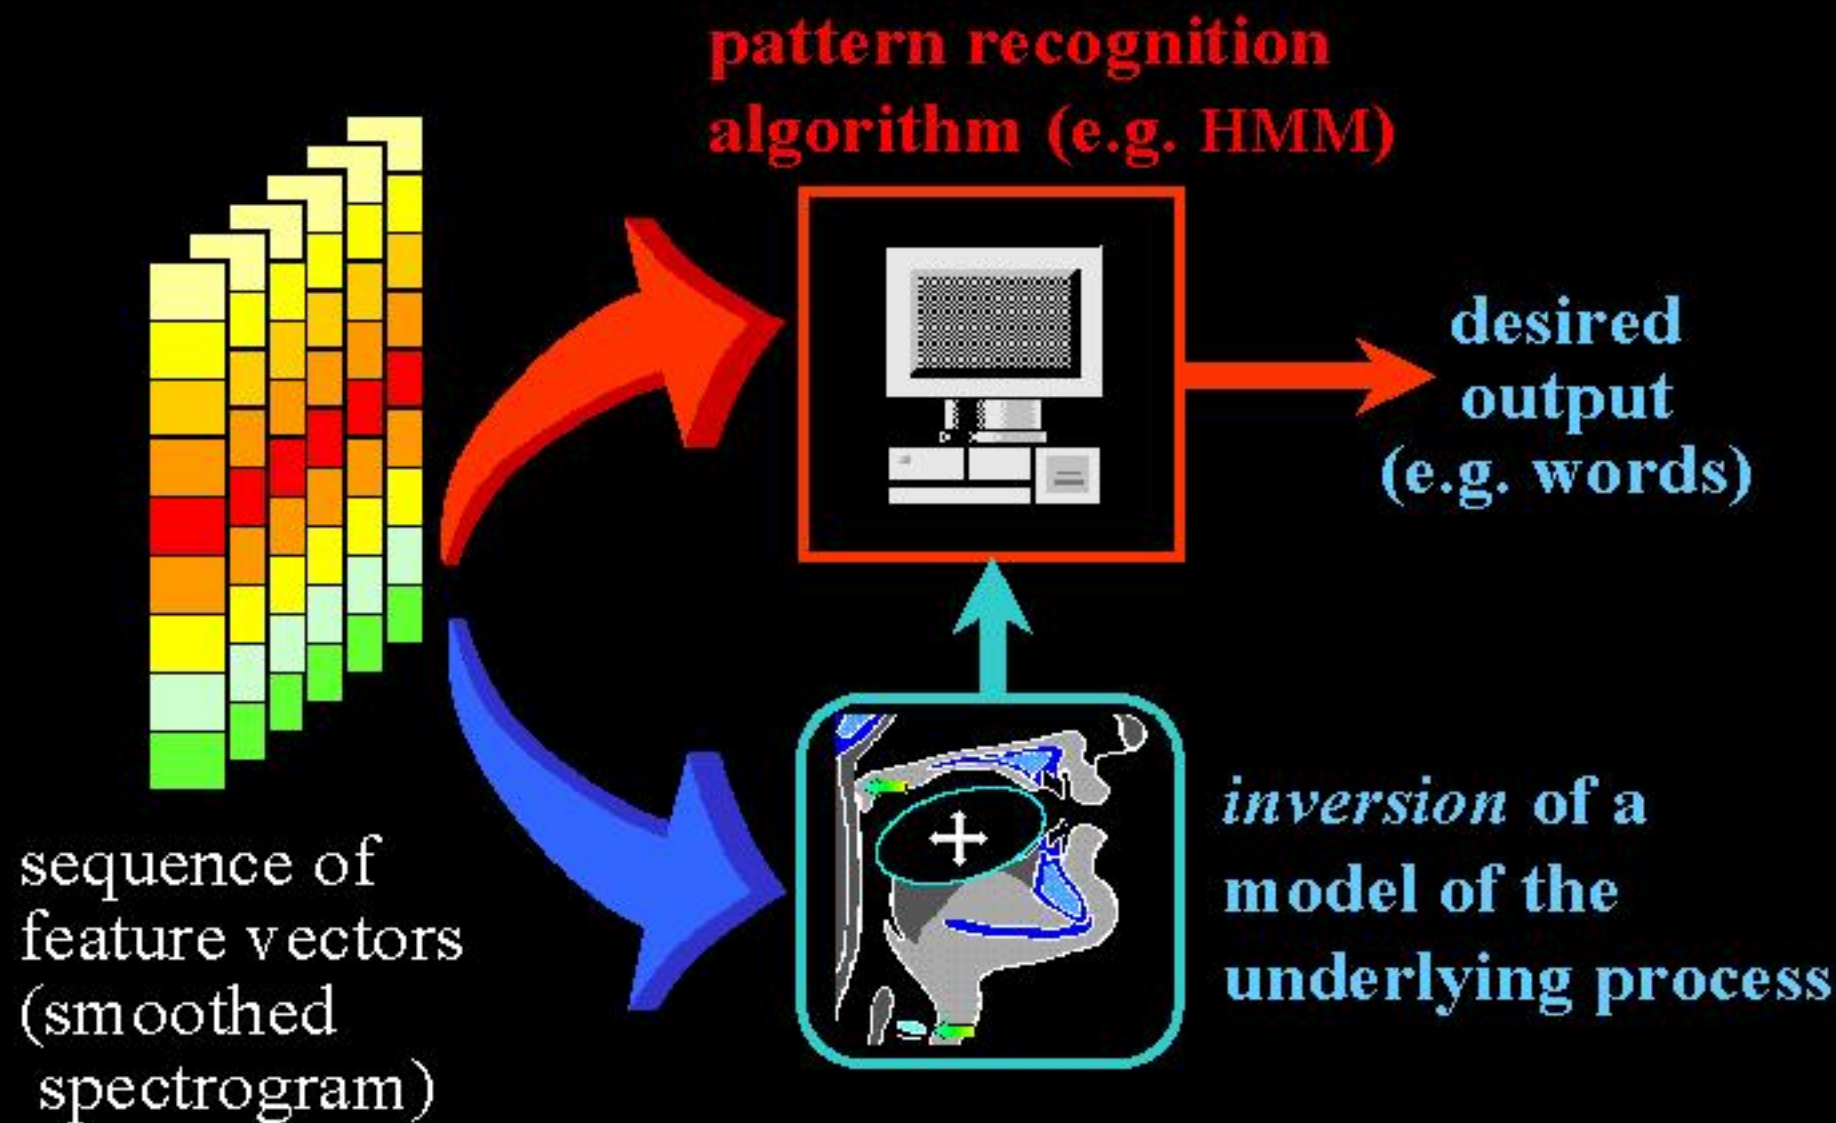 pattern recognition
algorithm (e.g. HMM)
desired
output
(e.g. words)
sequence of
feature vectors
(smoothed
spectrogram)
inversion of a
model of the
underlying process